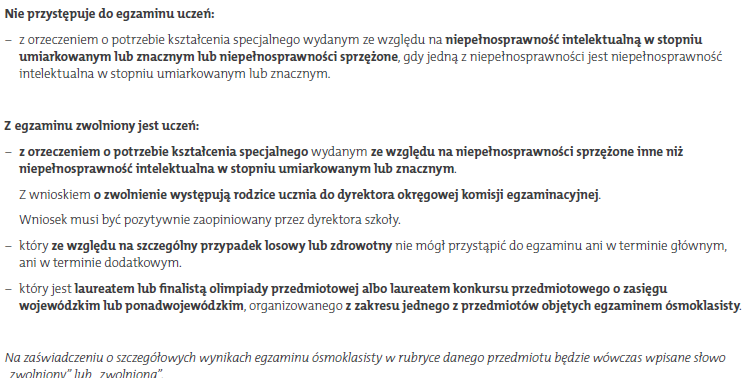 Nie przystępuje do egzaminu uczeń:
– z orzeczeniem o potrzebie kształcenia specjalnego wydanym ze względu na niepełnosprawność intelektualną w stopniu
umiarkowanym lub znacznym lub niepełnosprawności sprzężone, gdy jedną z niepełnosprawności jest niepełnosprawność
intelektualna w stopniu umiarkowanym lub znacznym.
Z egzaminu zwolniony jest uczeń:
– z orzeczeniem o potrzebie kształcenia specjalnego wydanym ze względu na niepełnosprawności sprzężone inne niż
niepełnosprawność intelektualna w stopniu umiarkowanym lub znacznym.
Z wnioskiem o zwolnienie występują rodzice ucznia do dyrektora okręgowej komisji egzaminacyjnej.
Wniosek musi być pozytywnie zaopiniowany przez dyrektora szkoły.
– który ze względu na szczególny przypadek losowy lub zdrowotny nie mógł przystąpić do egzaminu ani w terminie głównym,
ani w terminie dodatkowym.
– który jest laureatem lub finalistą olimpiady przedmiotowej albo laureatem konkursu przedmiotowego o zasięgu
wojewódzkim lub ponadwojewódzkim, organizowanego z zakresu jednego z przedmiotów objętych egzaminem ósmoklasisty.
Na zaświadczeniu o szczegółowych wynikach egzaminu ósmoklasisty w rubryce danego przedmiotu będzie wówczas wpisane słowo
„zwolniony” lub „zwolniona”.